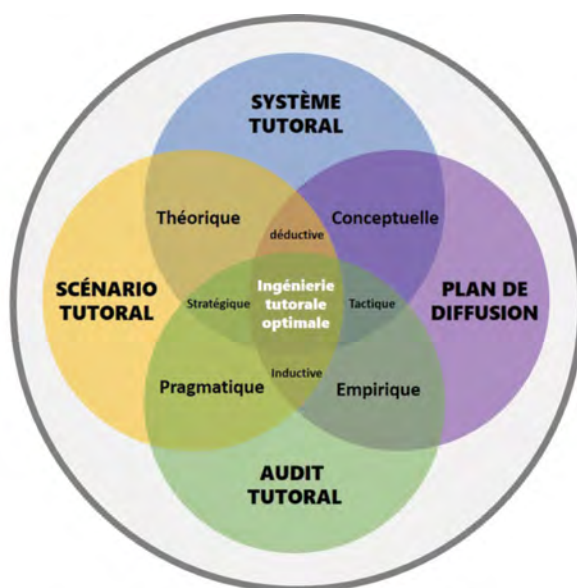 SYSTÈME
TUTORAL
Théorique
Conceptuelle
déductive
SCÉNARIO
TUTORAL
Stratégique
Ingénierie
tutorale
optimale
Tactique
PLAN DE
DIFFUSION
Pragmatique
Inductive
Empirique
AUDIT
TUTORAL